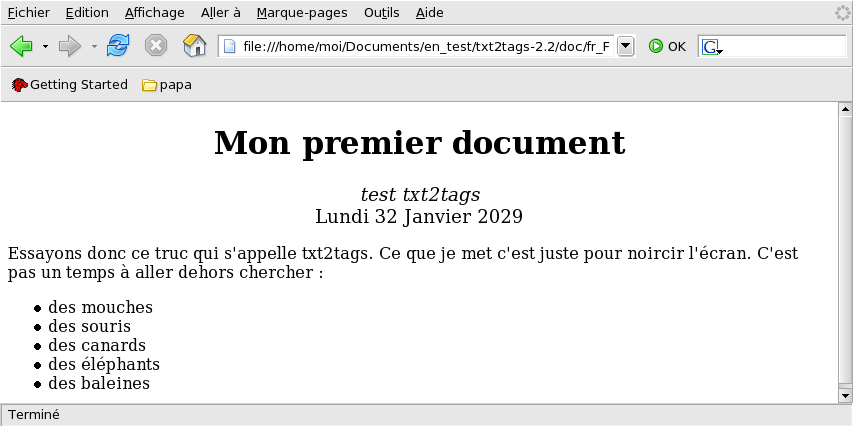 Fichier Edition Affichage Aller à Marque-pages Outils Aide
file:///home/moi/Documents/en_test/txt2tags-2.2/doc/fr_F OK G
Getting Started papa
Mon premier document
test txt2tags
Lundi 32 Janvier 2029
Essayons donc ce truc qui s'appelle txt2tags. Ce que je met c'est juste pour noircir l'écran. C'est
pas un temps à aller dehors chercher :
des mouches
des souris
des canards
des éléphants
des baleines
Terminé